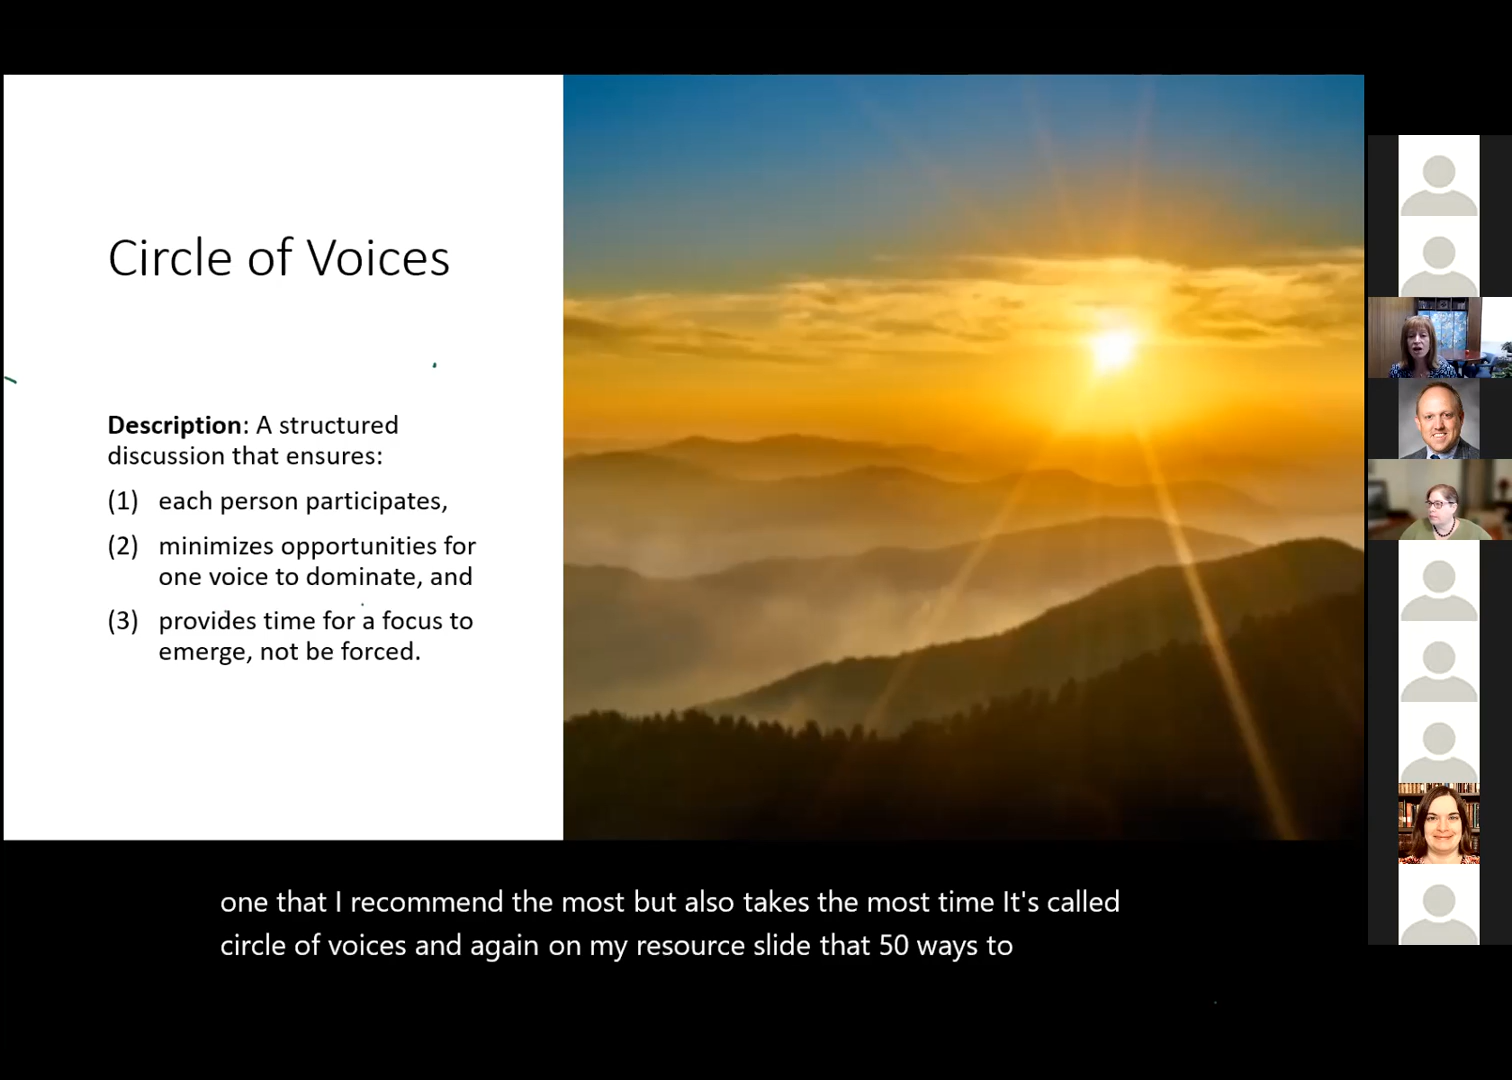 Circle of Voices
Description: A structured
discussion that ensures:
(1) each person participates,
(2) minimizes opportunities for
one voice to dominate, and
(3) provides time for a focus to
emerge, not be forced.
one that I recommend the most but also takes the most time It's called
circle of voices and again on my resource slide that 50 ways to